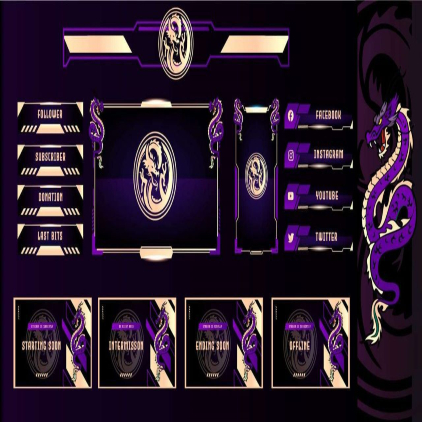 FOLLOWER
SUBSCRIBER
DONATION
LAST BITS
FACEBOOK
INSTAGRAM
YOUTUBE
TWITTER
STARTING SOON
INTERMISSION
ENDING SOON
OFFLINE